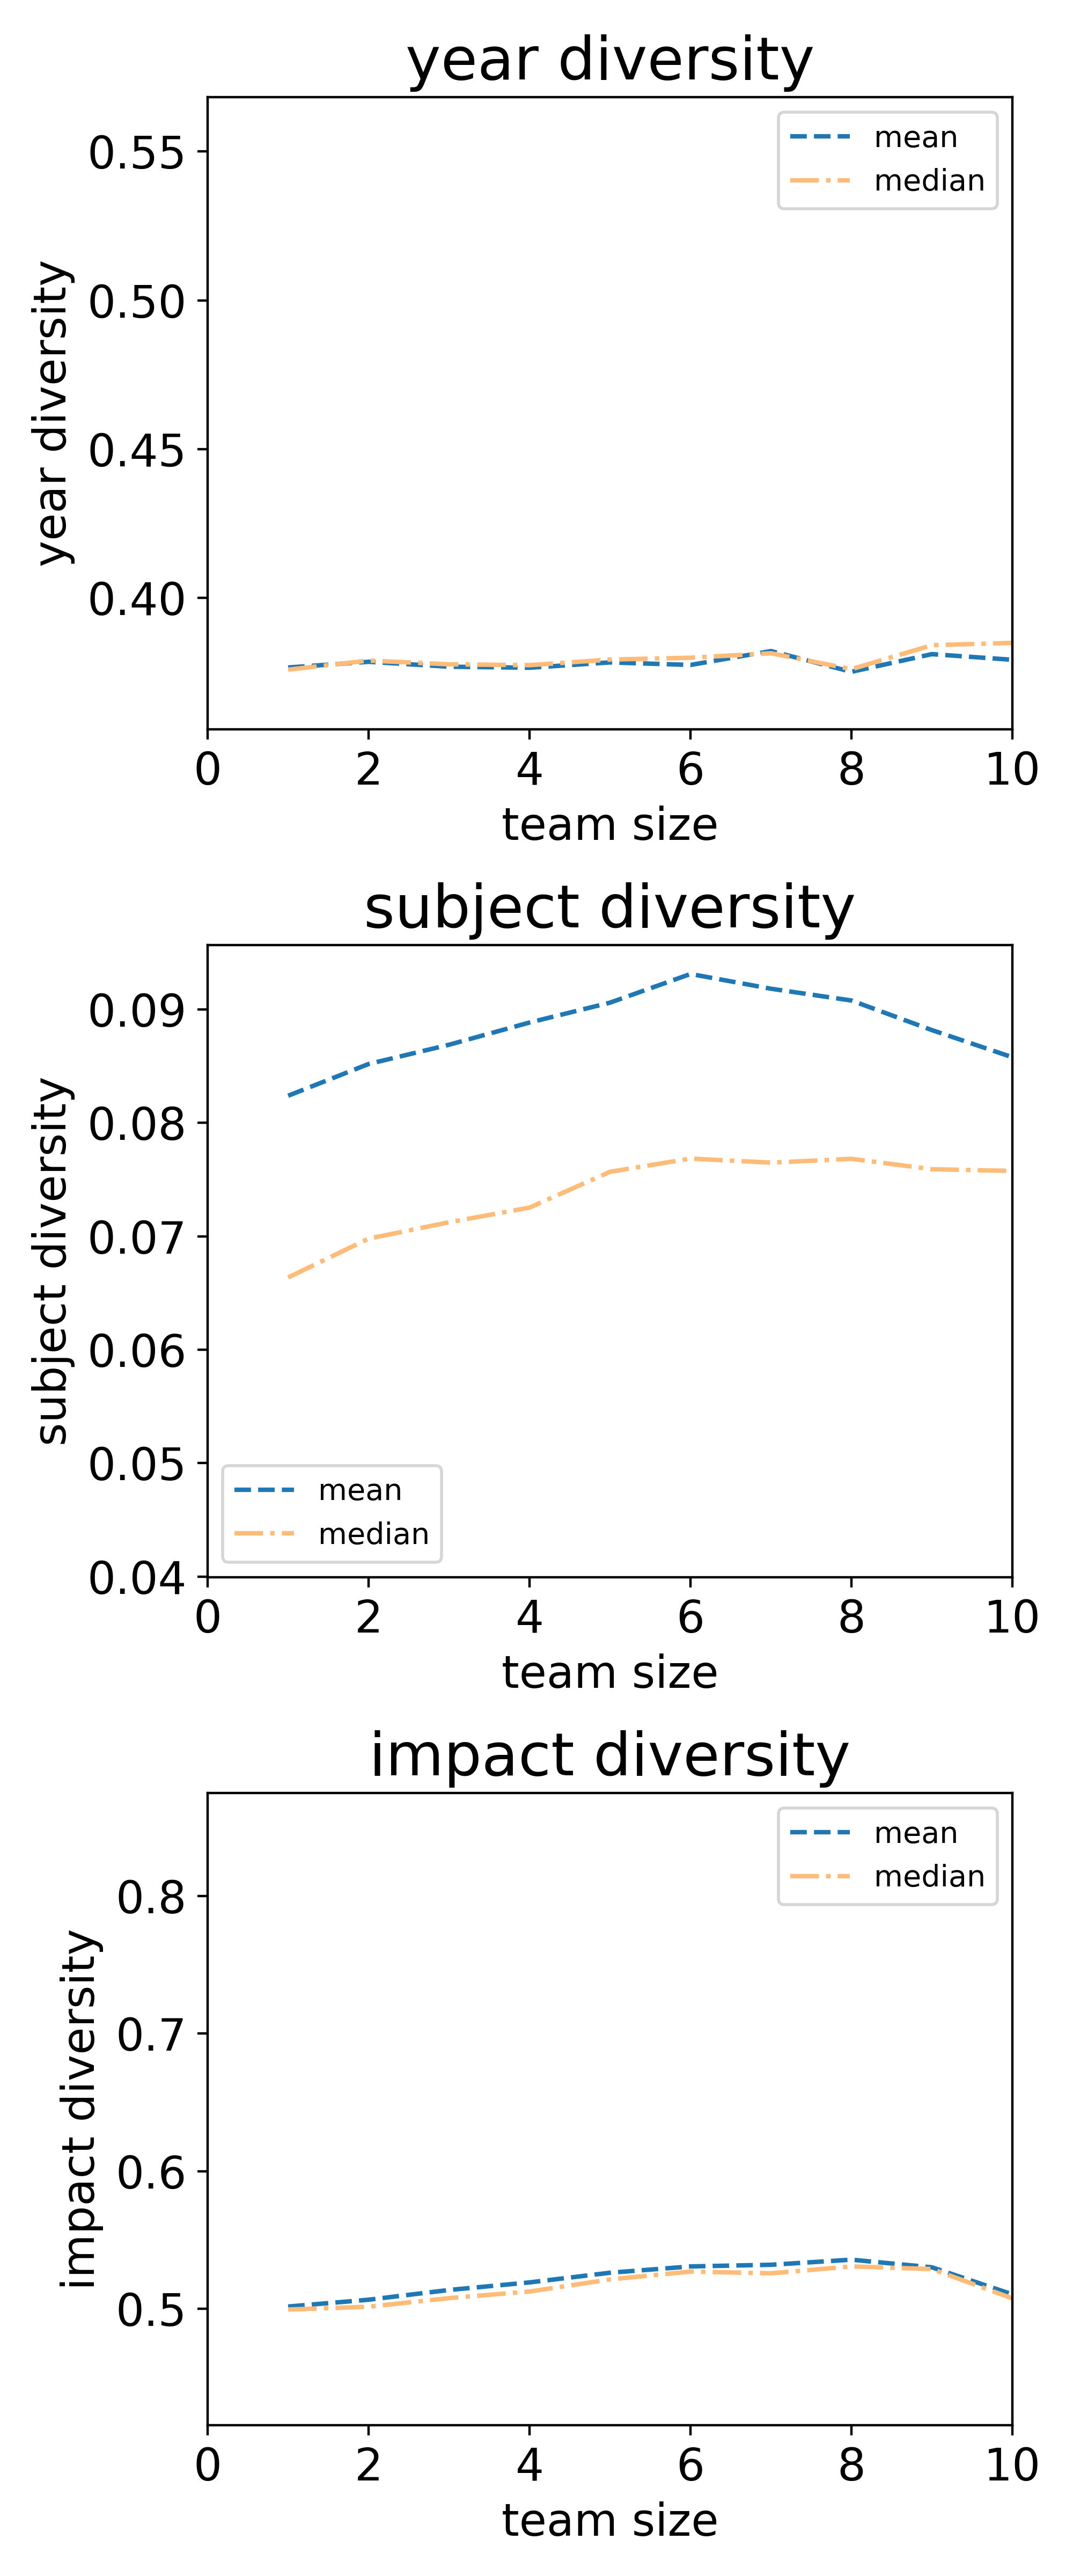 year diversity
0.55
0.50
0.45
0.40
year diversity
mean
median
0 2 4 6 8 10
team size
subject diversity
0.09
0.08
0.07
0.06
0.05
0.04
subject diversity
mean
median
0 2 4 6 8 10
team size
impact diversity
0.8
0.7
0.6
0.5
impact diversity
mean
median
0 2 4 6 8 10
team size